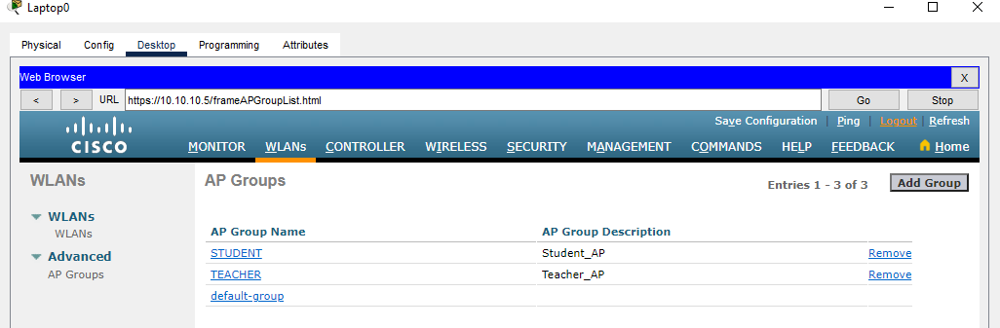 Laptop0
Physical Config Desktop Programming Attributes
Web Browser X
< > URL https://10.10.10.5/frameAPGroupList.html Go Stop
Save Configuration | Ping | Logout | Refresh
CISCO
MONITOR WLANs CONTROLLER WIRELESS SECURITY MANAGEMENT COMMANDS HELP FEEDBACK Home
WLANs
WLANs
WLANs
Advanced
AP Groups
AP Groups
Entries 1 - 3 of 3 Add Group
AP Group Name AP Group Description
STUDENT Student_AP Remove
TEACHER Teacher_AP Remove
default-group